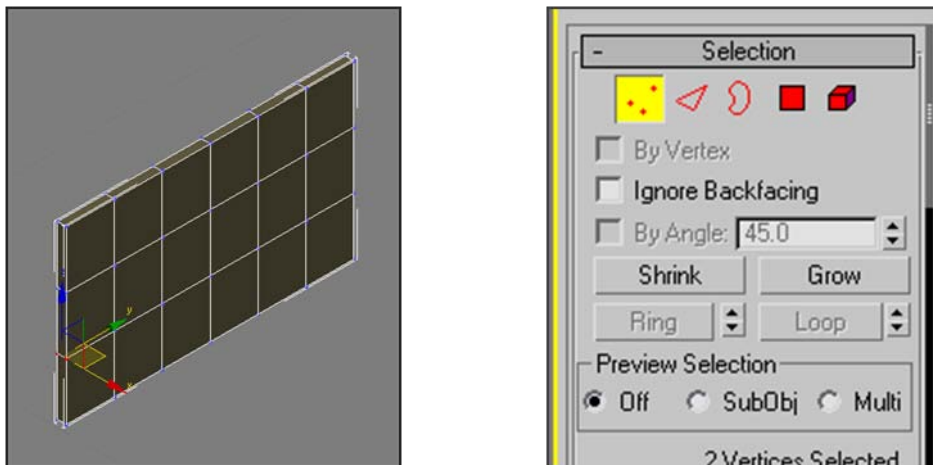 y
x
- Selection
By Vertex
Ignore Backfacing
By Angle: 45.0
Shrink Grow
Ring Loop
Preview Selection
Off SubObj Multi
2 Vertices Selected